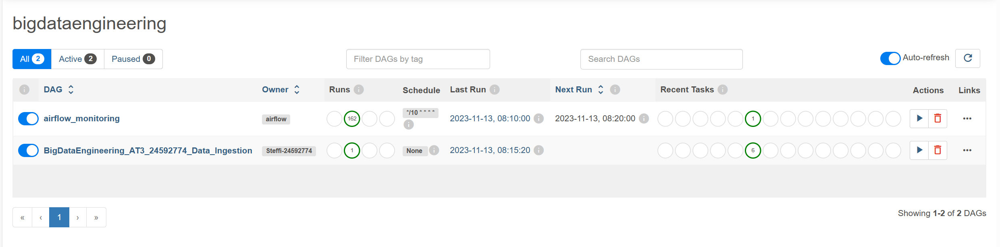 bigdataengineering
All 2 Active 2 Paused 0 Filter DAGs by tag Search DAGs Auto-refresh
DAG Owner Runs Schedule Last Run Next Run Recent Tasks Actions Links
airflow_monitoring airflow 162 */10 * * * * 2023-11-13, 08:10:00 2023-11-13, 08:20:00 1
BigDataEngineering_AT3_24592774_Data_Ingestion Steffi-24592774 1 None 2023-11-13, 08:15:20 6
« ‹ 1 › » Showing 1-2 of 2 DAGs